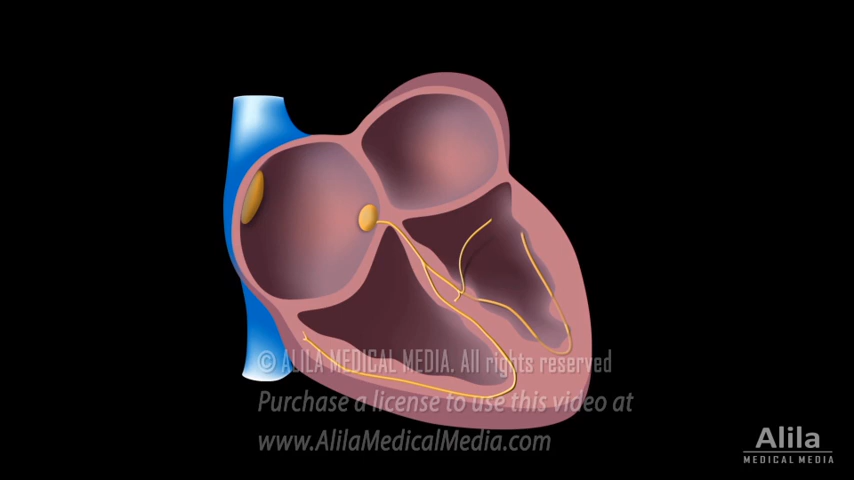 © ALILA MEDICAL MEDIA. All rights reserved
Purchase a license to use this video at
www.AlilaMedicalMedia.com
Alila
MEDICAL MEDIA